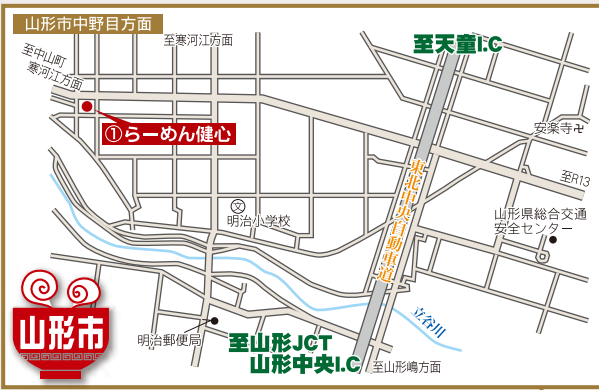 山形市中野目方面
至寒河江方面
至天童I.C
至中山町
寒河江方面
①らーめん健心
安楽寺卍
至R13
東北中央自動車道
文
明治小学校
山形県総合交通
安全センター
立谷川
山形市
明治郵便局
至山形JCT
山形中央I.C
至山形嶋方面